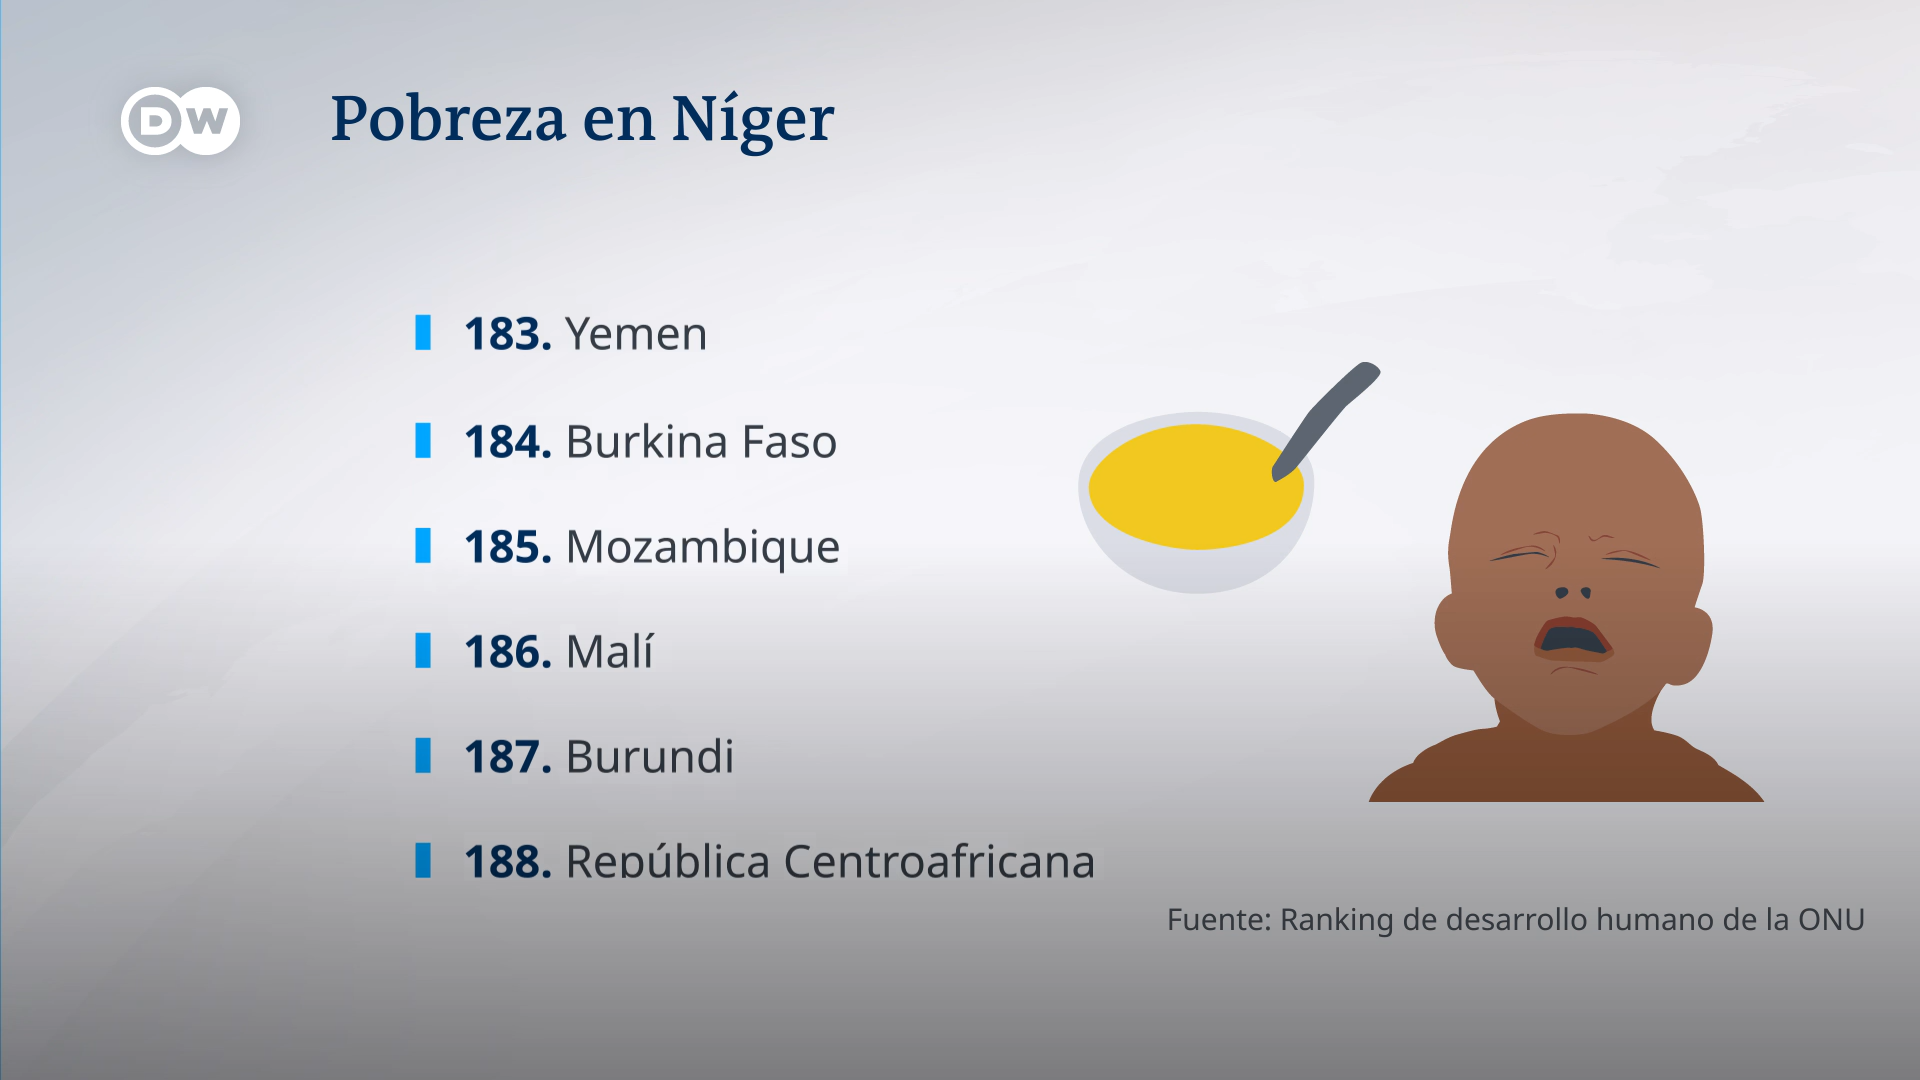 DW
Pobreza en Níger
183. Yemen
184. Burkina Faso
185. Mozambique
186. Malí
187. Burundi
188. República Centroafricana
Fuente: Ranking de desarrollo humano de la ONU